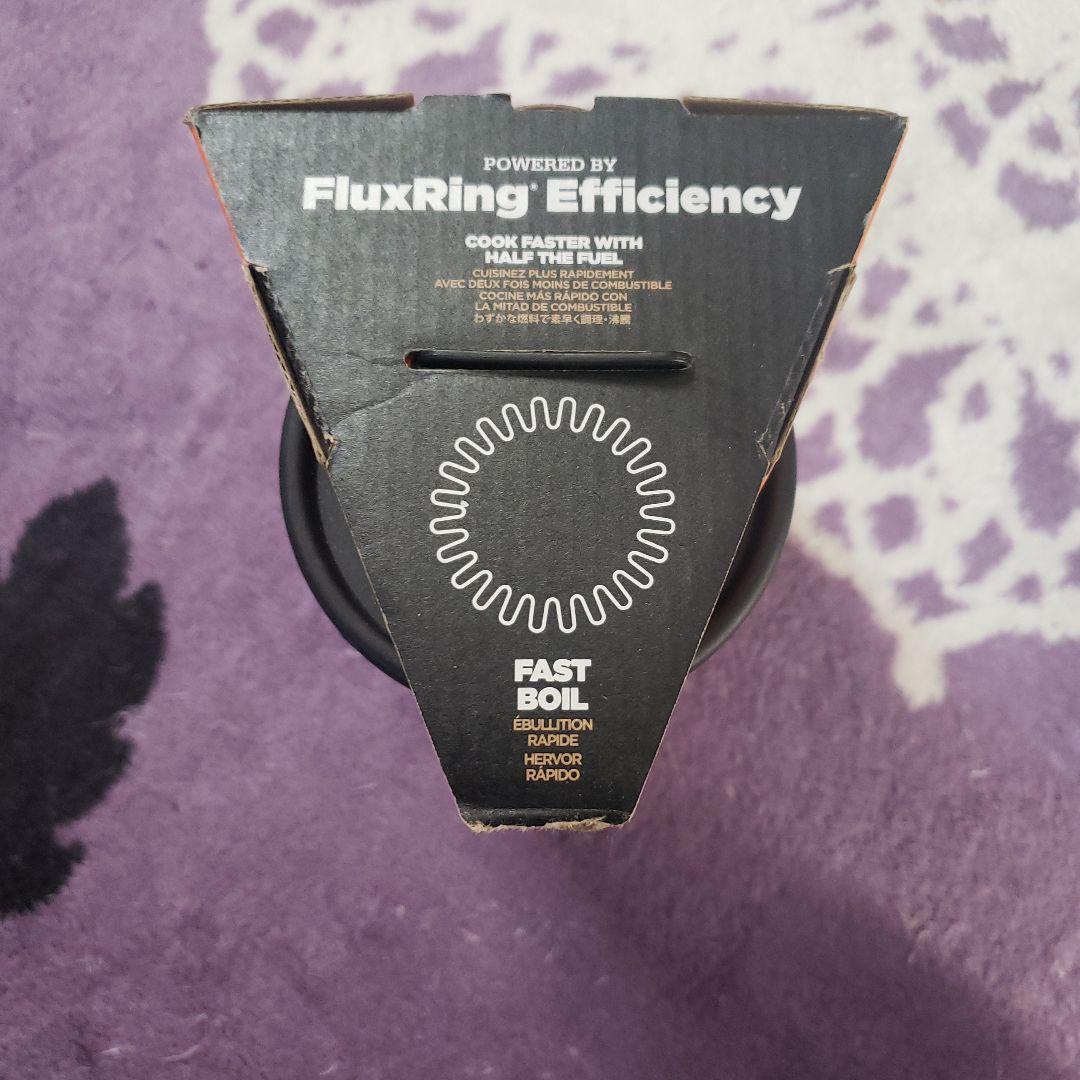 POWERED BY
FluxRing® Efficiency
COOK FASTER WITH
HALF THE FUEL
CUISINEZ PLUS RAPIDEMENT
AVEC DEUX FOIS MOINS DE COMBUSTIBLE
COCINE MÁS RÁPIDO CON
LA MITAD DE COMBUSTIBLE
わずかな燃料で素早く調理・沸騰
FAST
BOIL
ÉBULLITION
RAPIDE
HERVOR
RÁPIDO